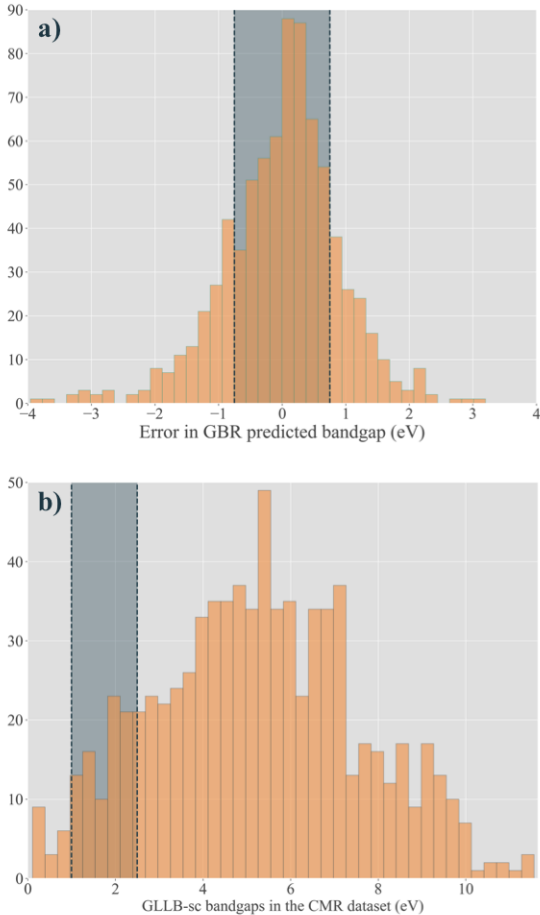 a)
90
80
70
60
50
40
30
20
10
0
−4 −3 −2 −1 0 1 2 3 4
Error in GBR predicted bandgap (eV)
b)
50
40
30
20
10
0
0 2 4 6 8 10
GLLB-sc bandgaps in the CMR dataset (eV)